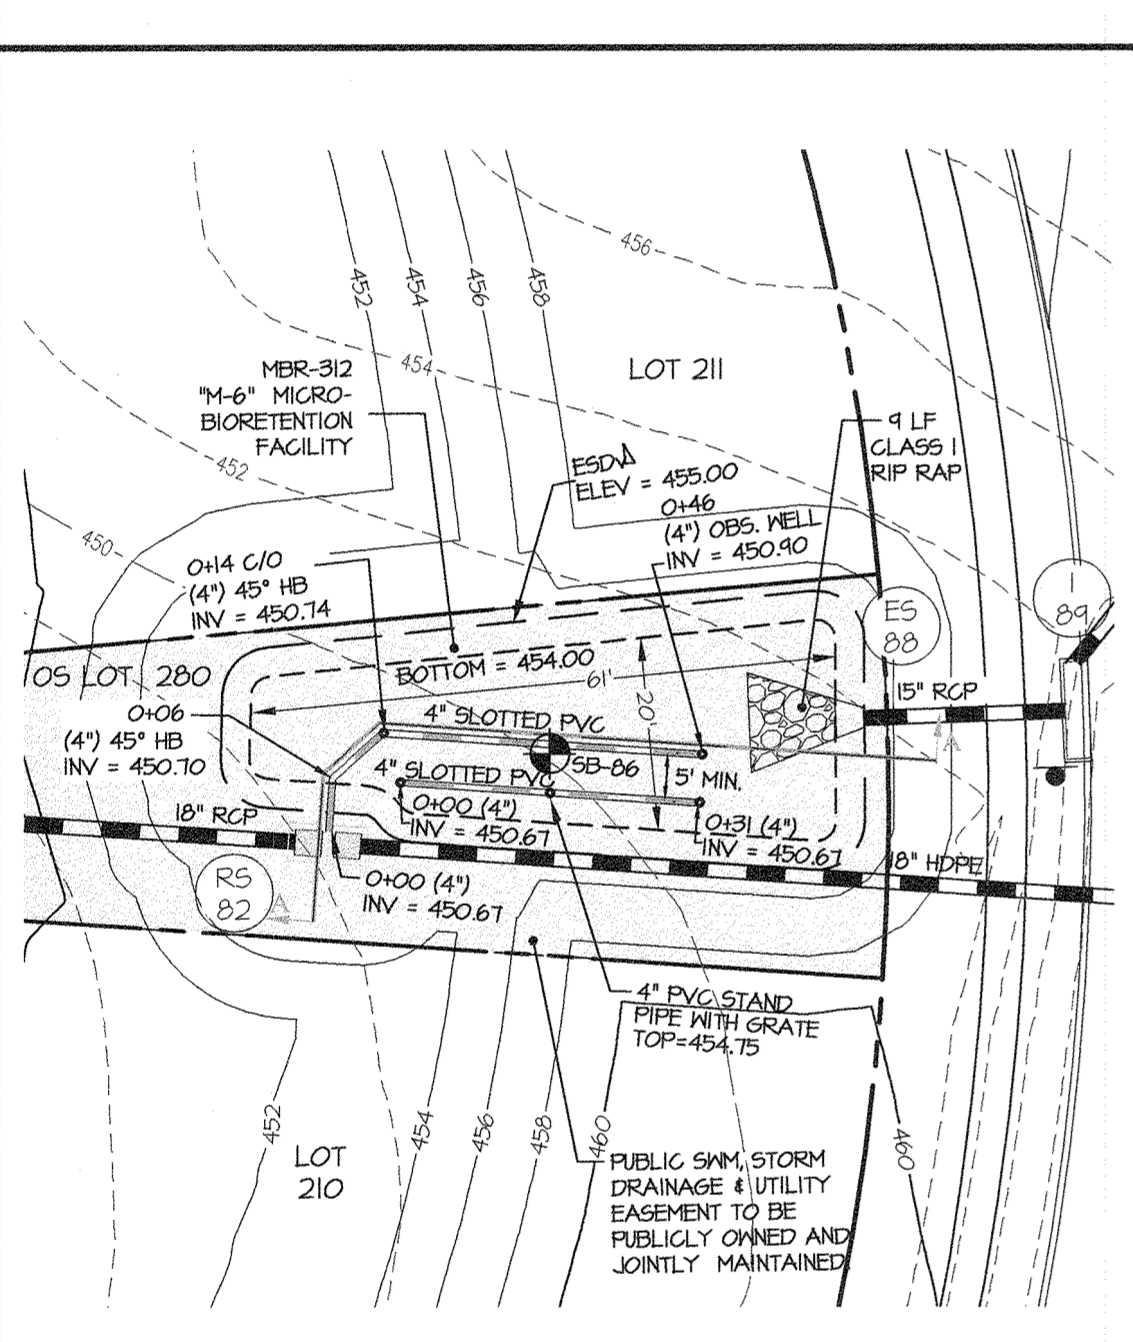 456
452
454
456
458
454
452
450
LOT 211
MBR-312
"M-6" MICRO-
BIORETENTION
FACILITY
9 LF
CLASS I
RIP RAP
ESDV
ELEV = 455.00
0+46
(4") OBS. WELL
INV = 450.90
0+14 C/O
(4") 45° HB
INV = 450.74
ES
88
89
OS LOT 280
BOTTOM = 454.00
61'
20'
15" RCP
0+06
(4") 45° HB
INV = 450.70
4" SLOTTED PVC
A
SB-86
4" SLOTTED PVC
5' MIN.
18" RCP
0+00 (4")
INV = 450.67
0+31 (4")
INV = 450.67
18" HDPE
RS
82
A
0+00 (4")
INV = 450.67
4" PVC STAND
PIPE WITH GRATE
TOP=454.75
452
454
456
458
460
460
LOT
210
PUBLIC SWM, STORM
DRAINAGE & UTILITY
EASEMENT TO BE
PUBLICLY OWNED AND
JOINTLY MAINTAINED.